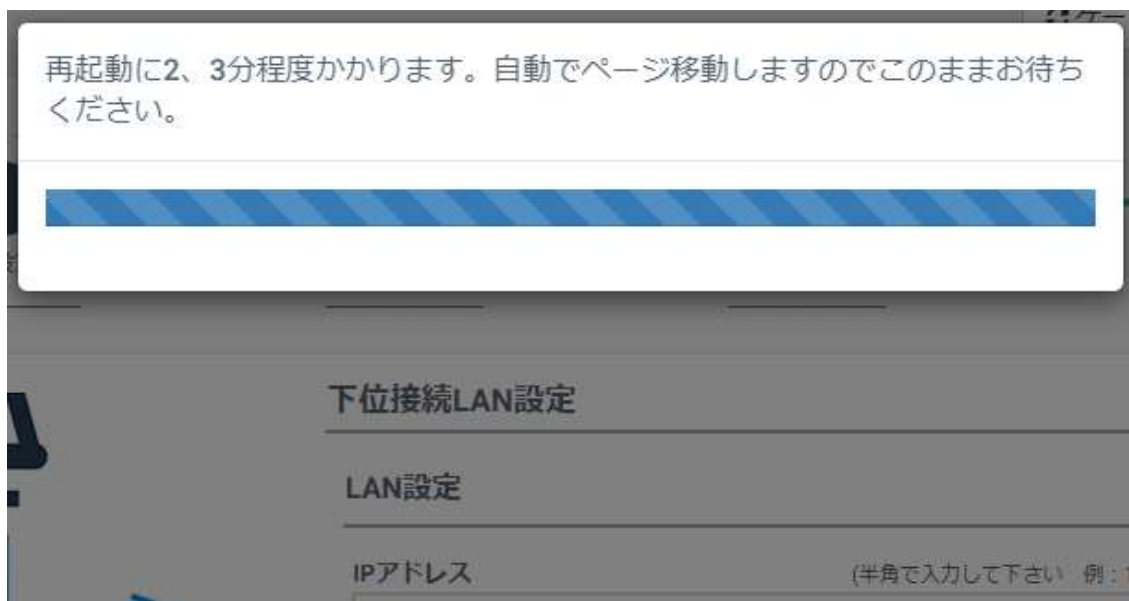 再起動に2、3分程度かかります。自動でページ移動しますのでこのままお待ち
ください。
下位接続LAN設定
LAN設定
IPアドレス
(半角で入力して下さい 例：